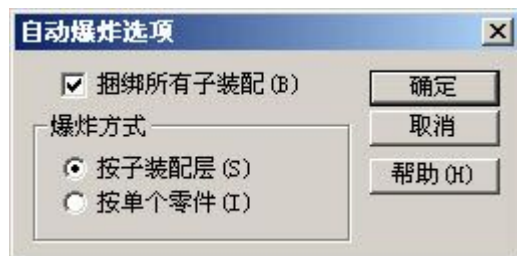 自动爆炸选项
捆绑所有子装配(B)
确定
爆炸方式
取消
按子装配层(S)
帮助(H)
按单个零件(I)